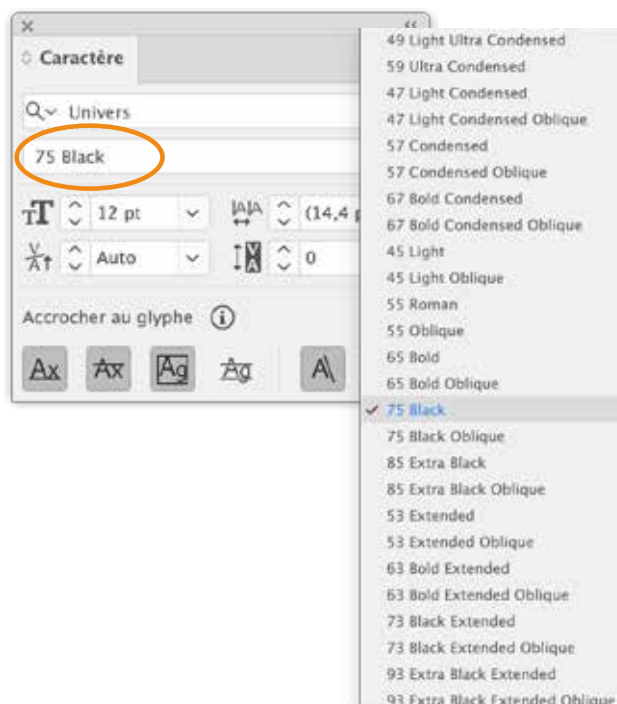 Caractère
Univers
75 Black
12 pt
(14,4 p
Auto
0
Accrocher au glyphe
49 Light Ultra Condensed
59 Ultra Condensed
47 Light Condensed
47 Light Condensed Oblique
57 Condensed
57 Condensed Oblique
67 Bold Condensed
67 Bold Condensed Oblique
45 Light
45 Light Oblique
55 Roman
55 Oblique
65 Bold
65 Bold Oblique
75 Black
75 Black Oblique
85 Extra Black
85 Extra Black Oblique
53 Extended
53 Extended Oblique
63 Bold Extended
63 Bold Extended Oblique
73 Black Extended
73 Black Extended Oblique
93 Extra Black Extended
93 Extra Black Extended Oblique